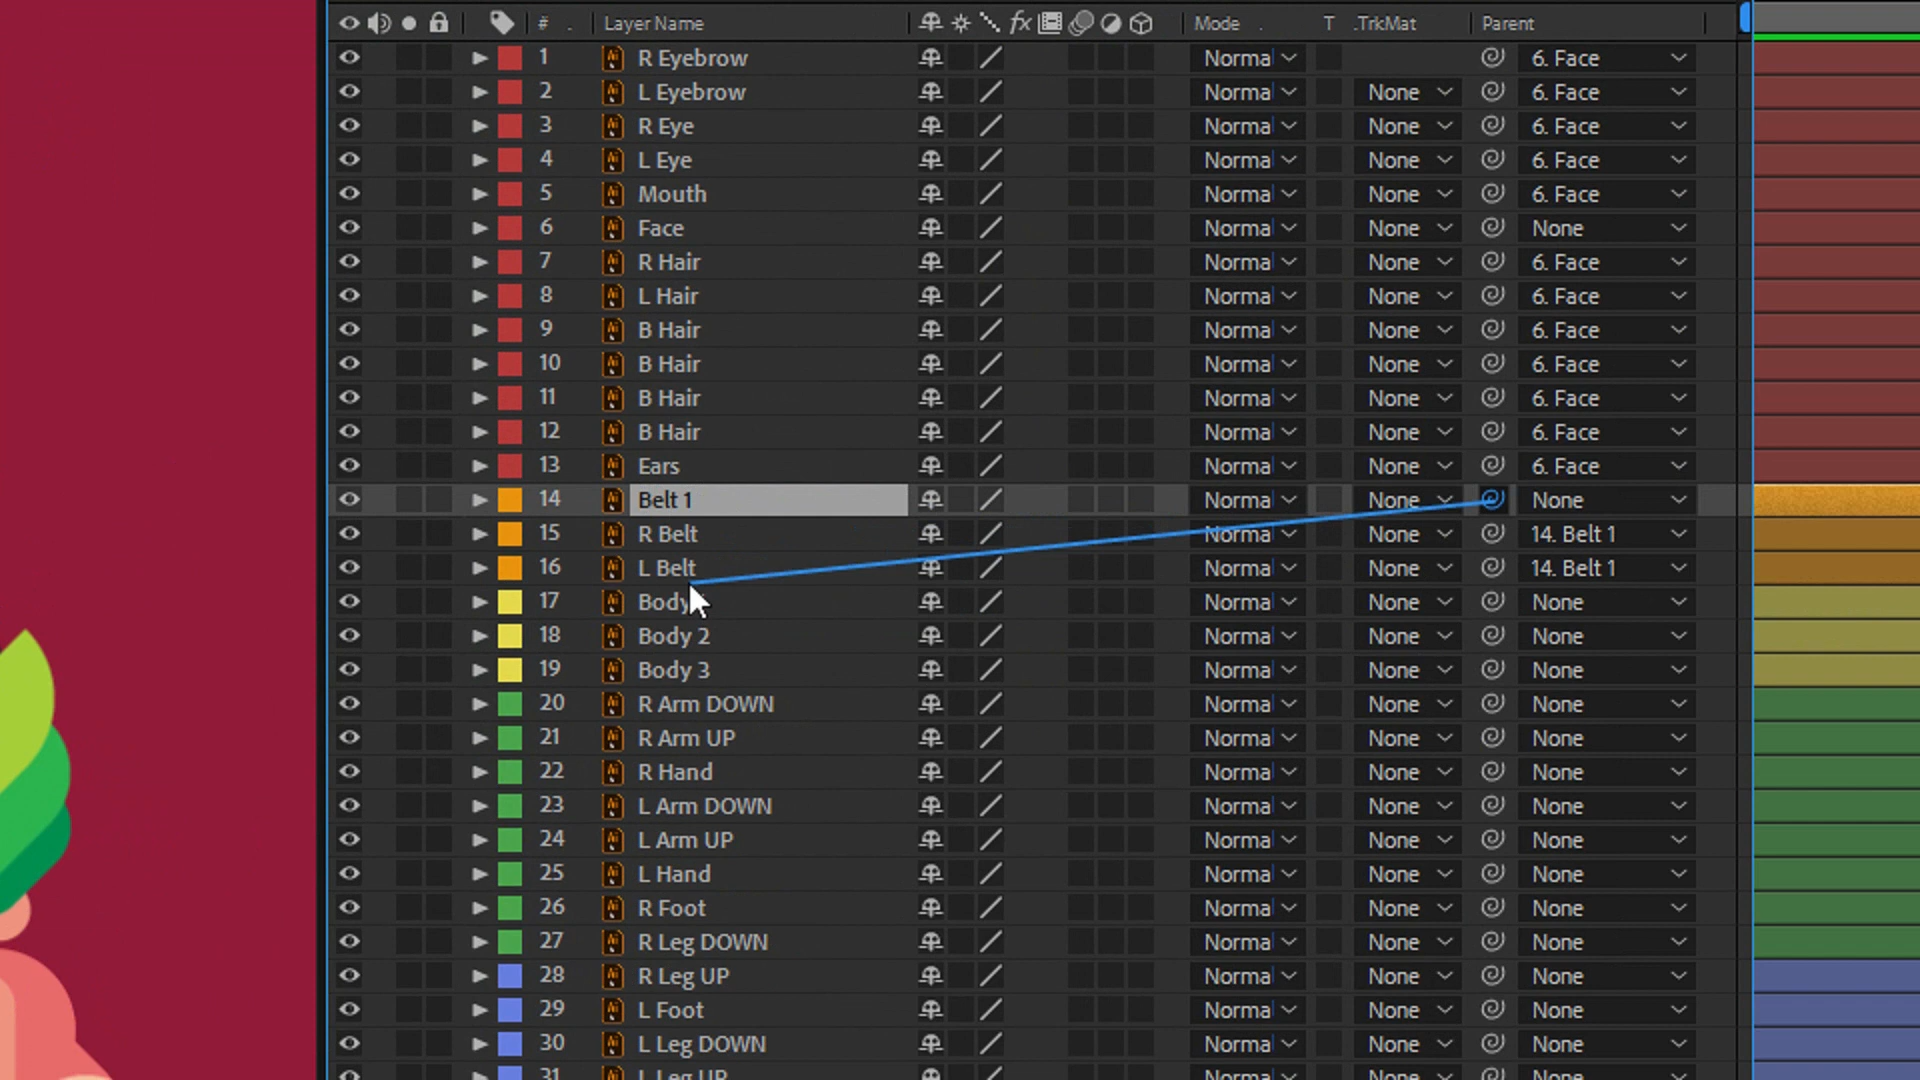 # . Layer Name fx Mode . T .TrkMat Parent
1 R Eyebrow Norma 6. Face
2 L Eyebrow Norma None 6. Face
3 R Eye Norma None 6. Face
4 L Eye Norma None 6. Face
5 Mouth Norma None 6. Face
6 Face Norma None None
7 R Hair Norma None 6. Face
8 L Hair Norma None 6. Face
9 B Hair Norma None 6. Face
10 B Hair Norma None 6. Face
11 B Hair Norma None 6. Face
12 B Hair Norma None 6. Face
13 Ears Norma None 6. Face
14 Belt 1 Norma None None
15 R Belt Norma None 14. Belt 1
16 L Belt Norma None 14. Belt 1
17 Body Norma None None
18 Body 2 Norma None None
19 Body 3 Norma None None
20 R Arm DOWN Norma None None
21 R Arm UP Norma None None
22 R Hand Norma None None
23 L Arm DOWN Norma None None
24 L Arm UP Norma None None
25 L Hand Norma None None
26 R Foot Norma None None
27 R Leg DOWN Norma None None
28 R Leg UP Norma None None
29 L Foot Norma None None
30 L Leg DOWN Norma None None
31 L Leg UP Norma None None